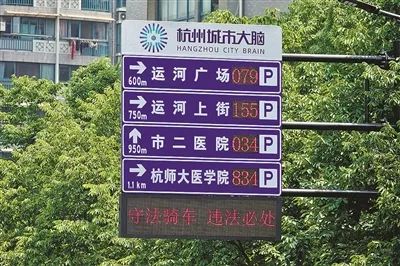 杭州城市大脑
HANGZHOU CITY BRAIN
600m 运河广场 079 P
750m 运河上街 155 P
950m 市二医院 034 P
1.1 km 杭师大医学院 834 P
守法骑车 违法必处